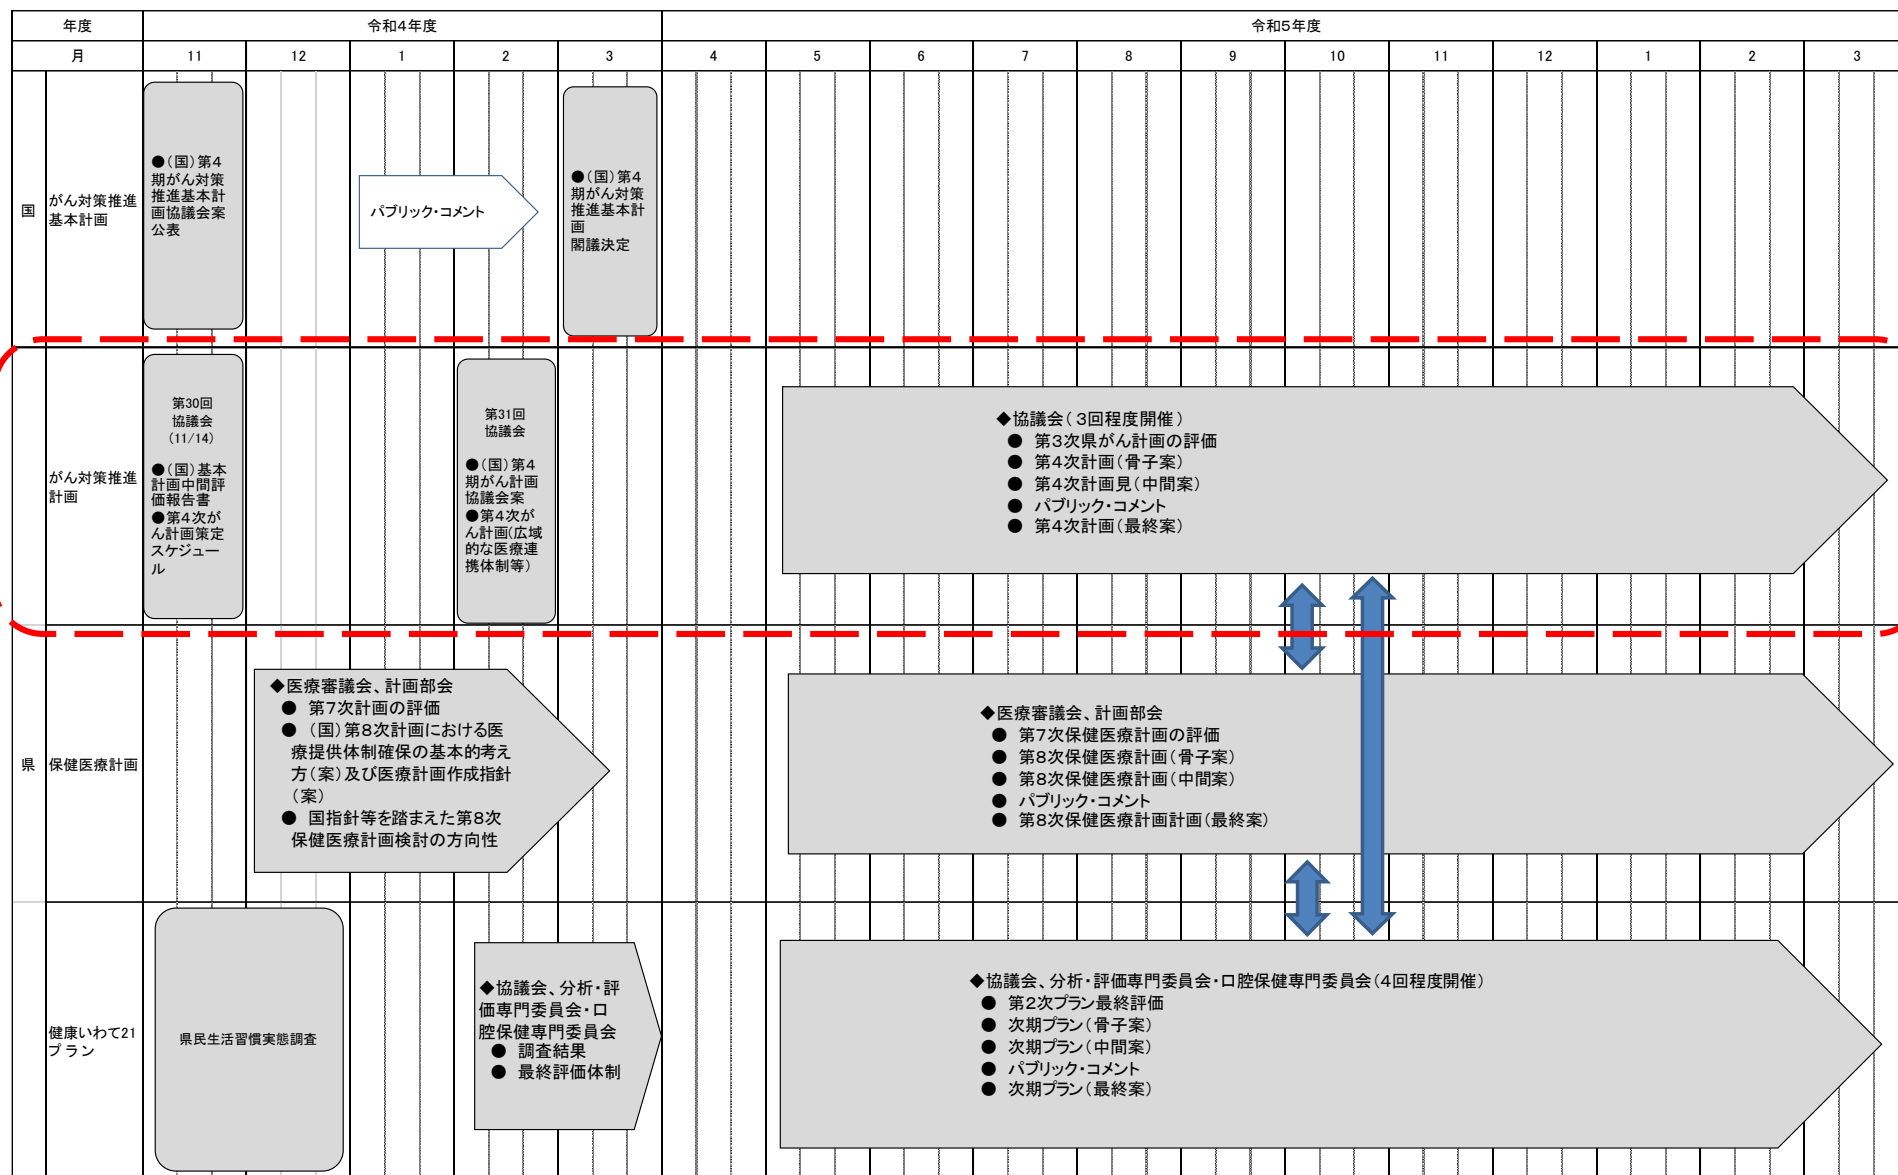 年度
令和4年度
令和5年度
月
11
12
1
2
3
4
5
6
7
8
9
10
11
12
1
2
3
国
がん対策推進
基本計画
●（国）第4
期がん対策
推進基本計
画協議会案
公表
パブリック・コメント
●（国）第4
期がん対策
推進基本計
画
閣議決定
県
がん対策推進
計画
第30回
協議会
(11/14)
●（国）基本
計画中間評
価報告書
●第4次が
ん計画策定
スケジュー
ル
第31回
協議会
●（国）第4
期がん計画
協議会案
●第4次が
ん計画(広域
的な医療連
携体制等）
◆協議会（3回程度開催）
● 第3次県がん計画の評価
● 第4次計画（骨子案）
● 第4次計画見（中間案）
● パブリック・コメント
● 第4次計画（最終案）
保健医療計画
◆医療審議会、計画部会
● 第7次計画の評価
● （国）第8次計画における医
療提供体制確保の基本的考え
方（案）及び医療計画作成指針
（案）
● 国指針等を踏まえた第8次
保健医療計画検討の方向性
◆医療審議会、計画部会
● 第7次保健医療計画の評価
● 第8次保健医療計画（骨子案）
● 第8次保健医療計画（中間案）
● パブリック・コメント
● 第8次保健医療計画計画（最終案）
健康いわて21
プラン
県民生活習慣実態調査
◆協議会、分析・評
価専門委員会・口
腔保健専門委員会
● 調査結果
● 最終評価体制
◆協議会、分析・評価専門委員会・口腔保健専門委員会（4回程度開催）
● 第2次プラン最終評価
● 次期プラン（骨子案）
● 次期プラン（中間案）
● パブリック・コメント
● 次期プラン（最終案）